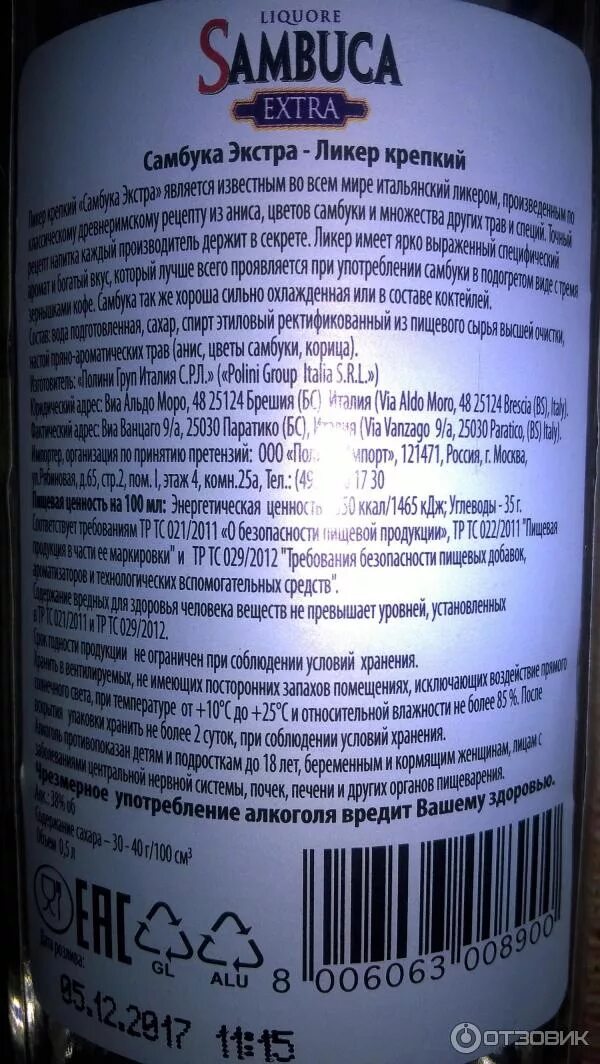 LIQUORE
SAMBUCA
EXTRA
Самбука Экстра - Ликер крепкий
Ликер крепкий «Самбука Экстра» является известным во всем мире итальянский ликером, произведенным по
классическому древнеримскому рецепту из аниса, цветов самбуки и множества других трав и специй. Точный
рецепт напитка каждый производитель держит в секрете. Ликер имеет ярко выраженный специфический
аромат и богатый вкус, который лучше всего проявляется при употреблении самбуки в подогретом виде с тремя
зернышками кофе. Самбука так же хороша сильно охлажденная или в составе коктейлей.
Состав: вода подготовленная, сахар, спирт этиловый ректификованный из пищевого сырья высшей очистки,
настой пряно-ароматических трав (анис, цветы самбуки, корица).
Изготовитель: «Полини Груп Италия С.Р.Л.» («Polini Group Italia S.R.L.»)
Юридический адрес: Виа Альдо Моро, 48 25124 Брешия (БС) Италия (Via Aldo Moro, 48 25124 Brescia (BS), Italy).
Фактический адрес: Виа Ванцаго 9/а, 25030 Паратико (БС), (Via Vanzago 9/a, 25030 Paratico, (BS) Italy).
Импортер, организация по принятию претензий: ООО 121471, Россия, г. Москва,
ул.Рябиновая, д.65, стр.2, пом. I, этаж 4, комн.25а, Тел.: 17 30
Пищевая ценность на 100 мл: Энергетическая ценность ккал/1465 кДж; Углеводы - 35 г.
Соответствует требованиям ТР ТС 021/2011 «О безопасности пищевой продукции», ТР ТС 022/2011 "Пищевая
продукция в части ее маркировки" и ТР ТС 029/2012 "Требования безопасности пищевых добавок,
ароматизаторов и технологических вспомогательных средств".
Содержание вредных для здоровья человека веществ не превышает уровней, установленных
в ТР ТС 021/2011 и ТР ТС 029/2012.
Срок годности продукции не ограничен при соблюдении условий хранения.
Хранить в вентилируемых, не имеющих посторонних запахов помещениях, исключающих воздействие прямого
солнечного света, при температуре от +10°С до +25°С и относительной влажности не более 85 %. После
вскрытия упаковки хранить не более 2 суток, при соблюдении условий хранения.
Алкоголь противопоказан детям и подросткам до 18 лет, беременным и кормящим женщинам, лицам с
заболеваниями центральной нервной системы, почек, печени и других органов пищеварения.
Чрезмерное употребление алкоголя вредит Вашему здоровью.
Алк.: 38% об
Содержание сахара – 30 - 40 г/100 см³
Объем 0,5 л
EAC
GL
ALU
8 006063 008900
Дата розлива:
05.12.2017 11:15
ОТЗОВИК